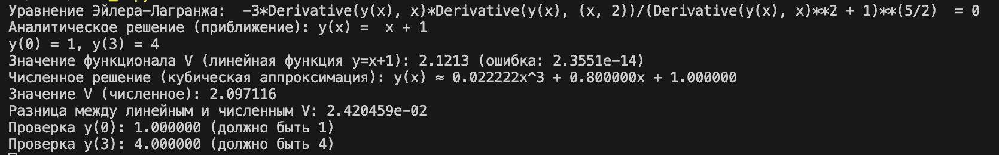 Уравнение Эйлера-Лагранжа:  -3*Derivative(y(x), x)*Derivative(y(x), (x, 2))/(Derivative(y(x), x)**2 + 1)**(5/2)  = 0
Аналитическое решение (приближение): y(x) =  x + 1
y(0) = 1, y(3) = 4
Значение функционала V (линейная функция y=x+1): 2.1213 (ошибка: 2.3551e-14)
Численное решение (кубическая аппроксимация): y(x) ≈ 0.022222x^3 + 0.800000x + 1.000000
Значение V (численное): 2.097116
Разница между линейным и численным V: 2.420459e-02
Проверка y(0): 1.000000 (должно быть 1)
Проверка y(3): 4.000000 (должно быть 4)